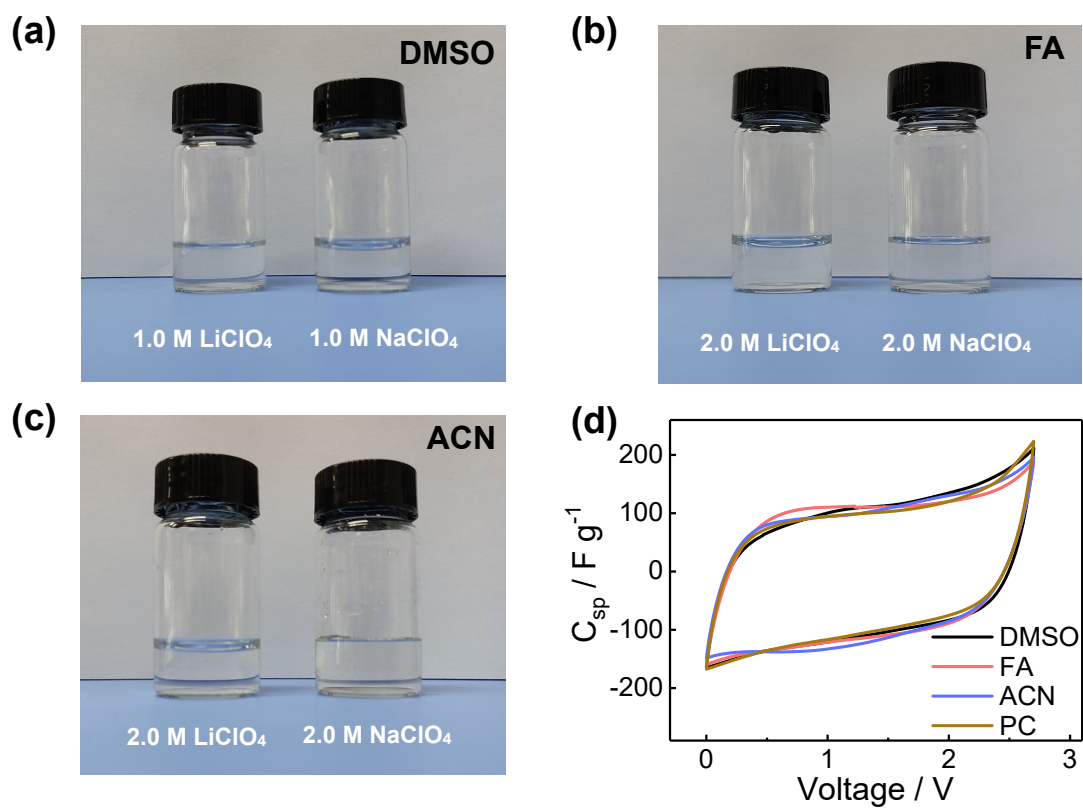 (a)
DMSO
1.0 M LiClO₄
1.0 M NaClO₄
(b)
FA
2.0 M LiClO₄
2.0 M NaClO₄
(c)
ACN
2.0 M LiClO₄
2.0 M NaClO₄
(d)
C_sp / F g⁻¹
200
100
0
-100
-200
DMSO
FA
ACN
PC
0
1
2
3
Voltage / V